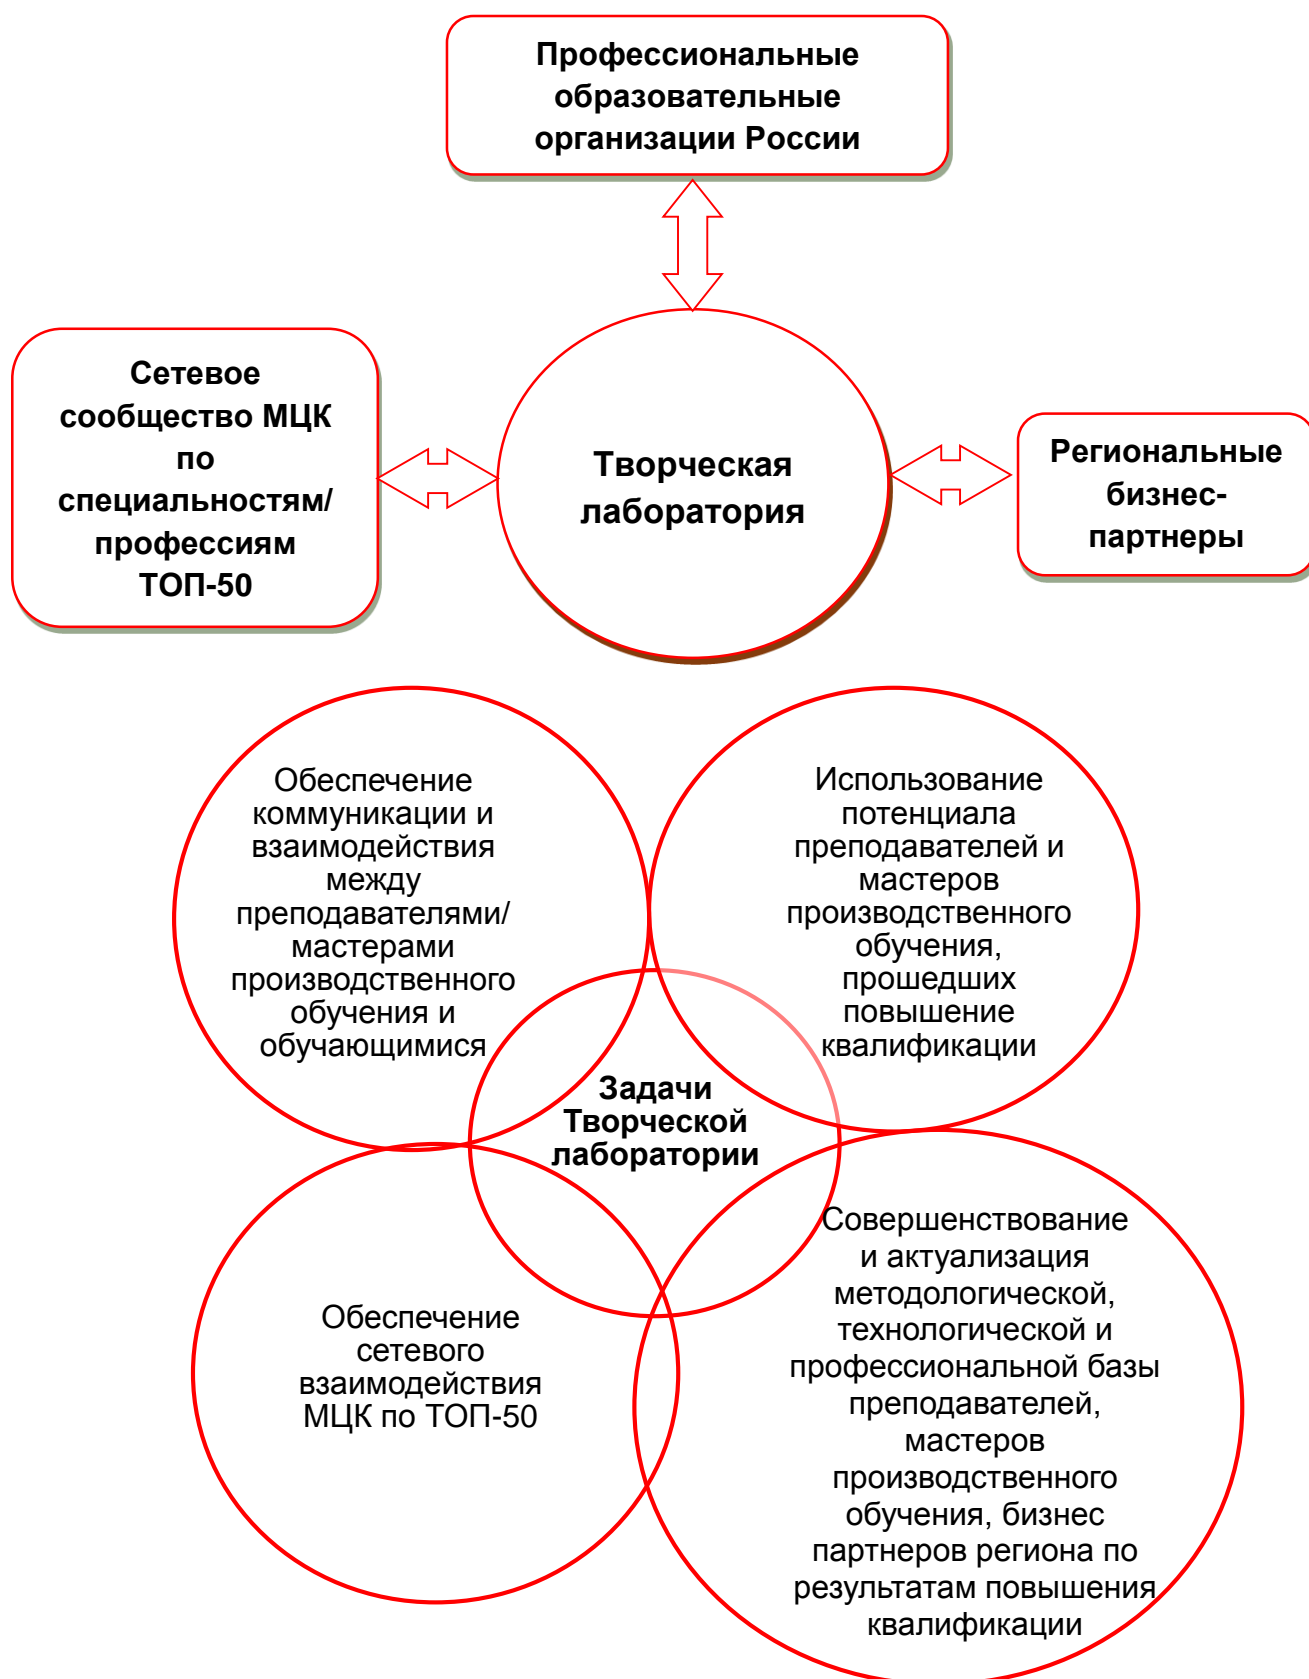 Профессиональные
образовательные
организации России
Сетевое
сообщество МЦК
по
специальностям/
профессиям
ТОП-50
Творческая
лаборатория
Региональные
бизнес-
партнеры
Обеспечение
коммуникации и
взаимодействия
между
преподавателями/
мастерами
производственного
обучения и
обучающимися
Использование
потенциала
преподавателей и
мастеров
производственного
обучения,
прошедших
повышение
квалификации
Задачи
Творческой
лаборатории
Обеспечение
сетевого
взаимодействия
МЦК по ТОП-50
Совершенствование
и актуализация
методологической,
технологической и
профессиональной базы
преподавателей,
мастеров
производственного
обучения, бизнес
партнеров региона по
результатам повышения
квалификации